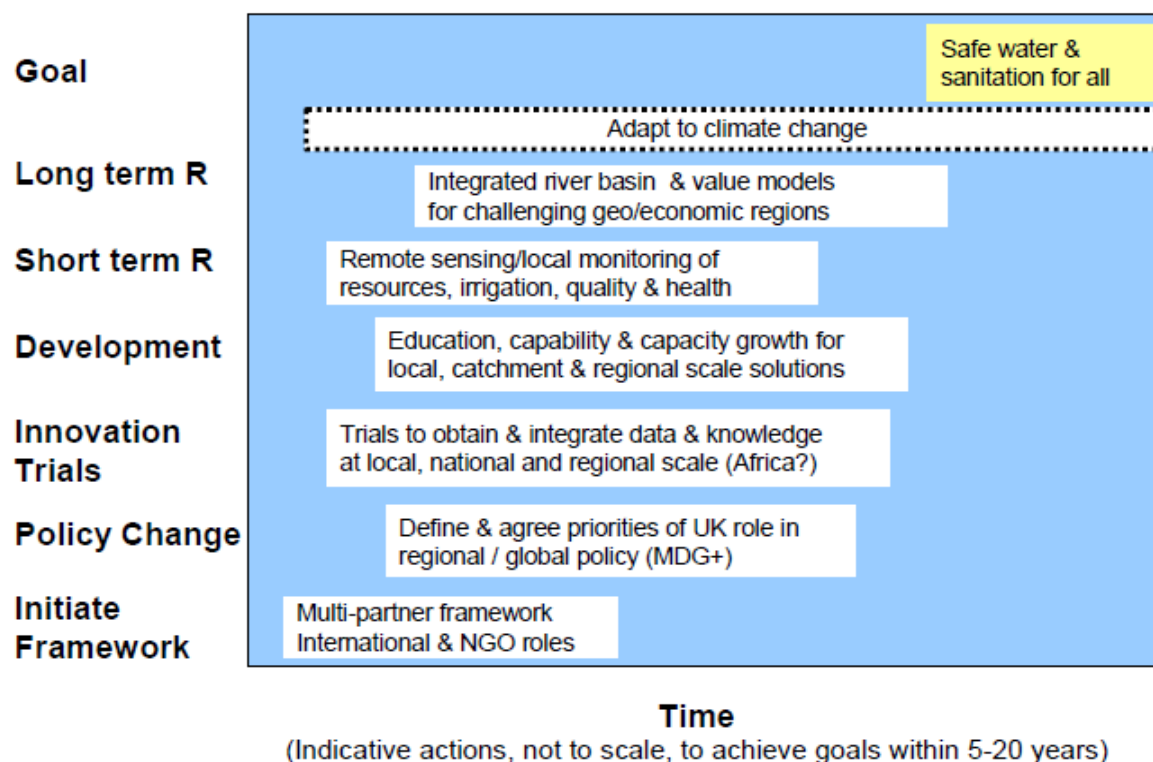 Goal
Safe water &
sanitation for all
Adapt to climate change
Long term R
Integrated river basin & value models
for challenging geo/economic regions
Short term R
Remote sensing/local monitoring of
resources, irrigation, quality & health
Development
Education, capability & capacity growth for
local, catchment & regional scale solutions
Innovation
Trials
Trials to obtain & integrate data & knowledge
at local, national and regional scale (Africa?)
Policy Change
Define & agree priorities of UK role in
regional / global policy (MDG+)
Initiate
Framework
Multi-partner framework
International & NGO roles
Time
(Indicative actions, not to scale, to achieve goals within 5-20 years)